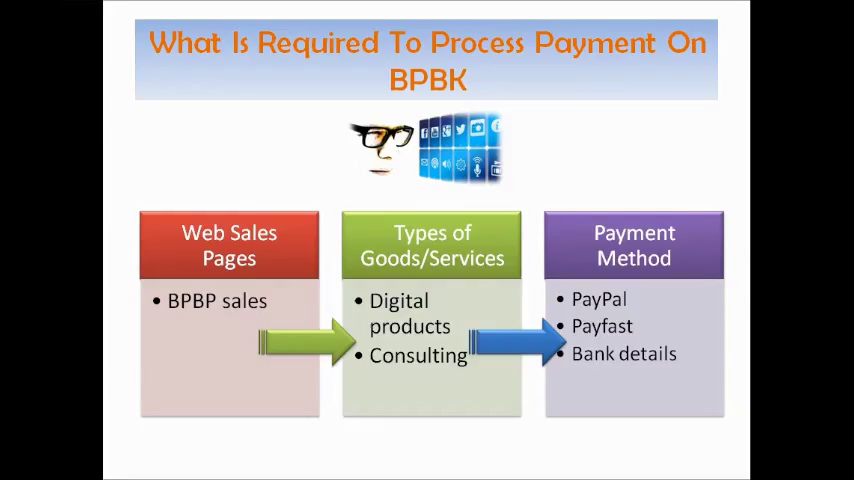 What Is Required To Process Payment On
BPBK
Web Sales
Pages
• BPBP sales
Types of
Goods/Services
• Digital
products
• Consulting
Payment
Method
• PayPal
• Payfast
• Bank details